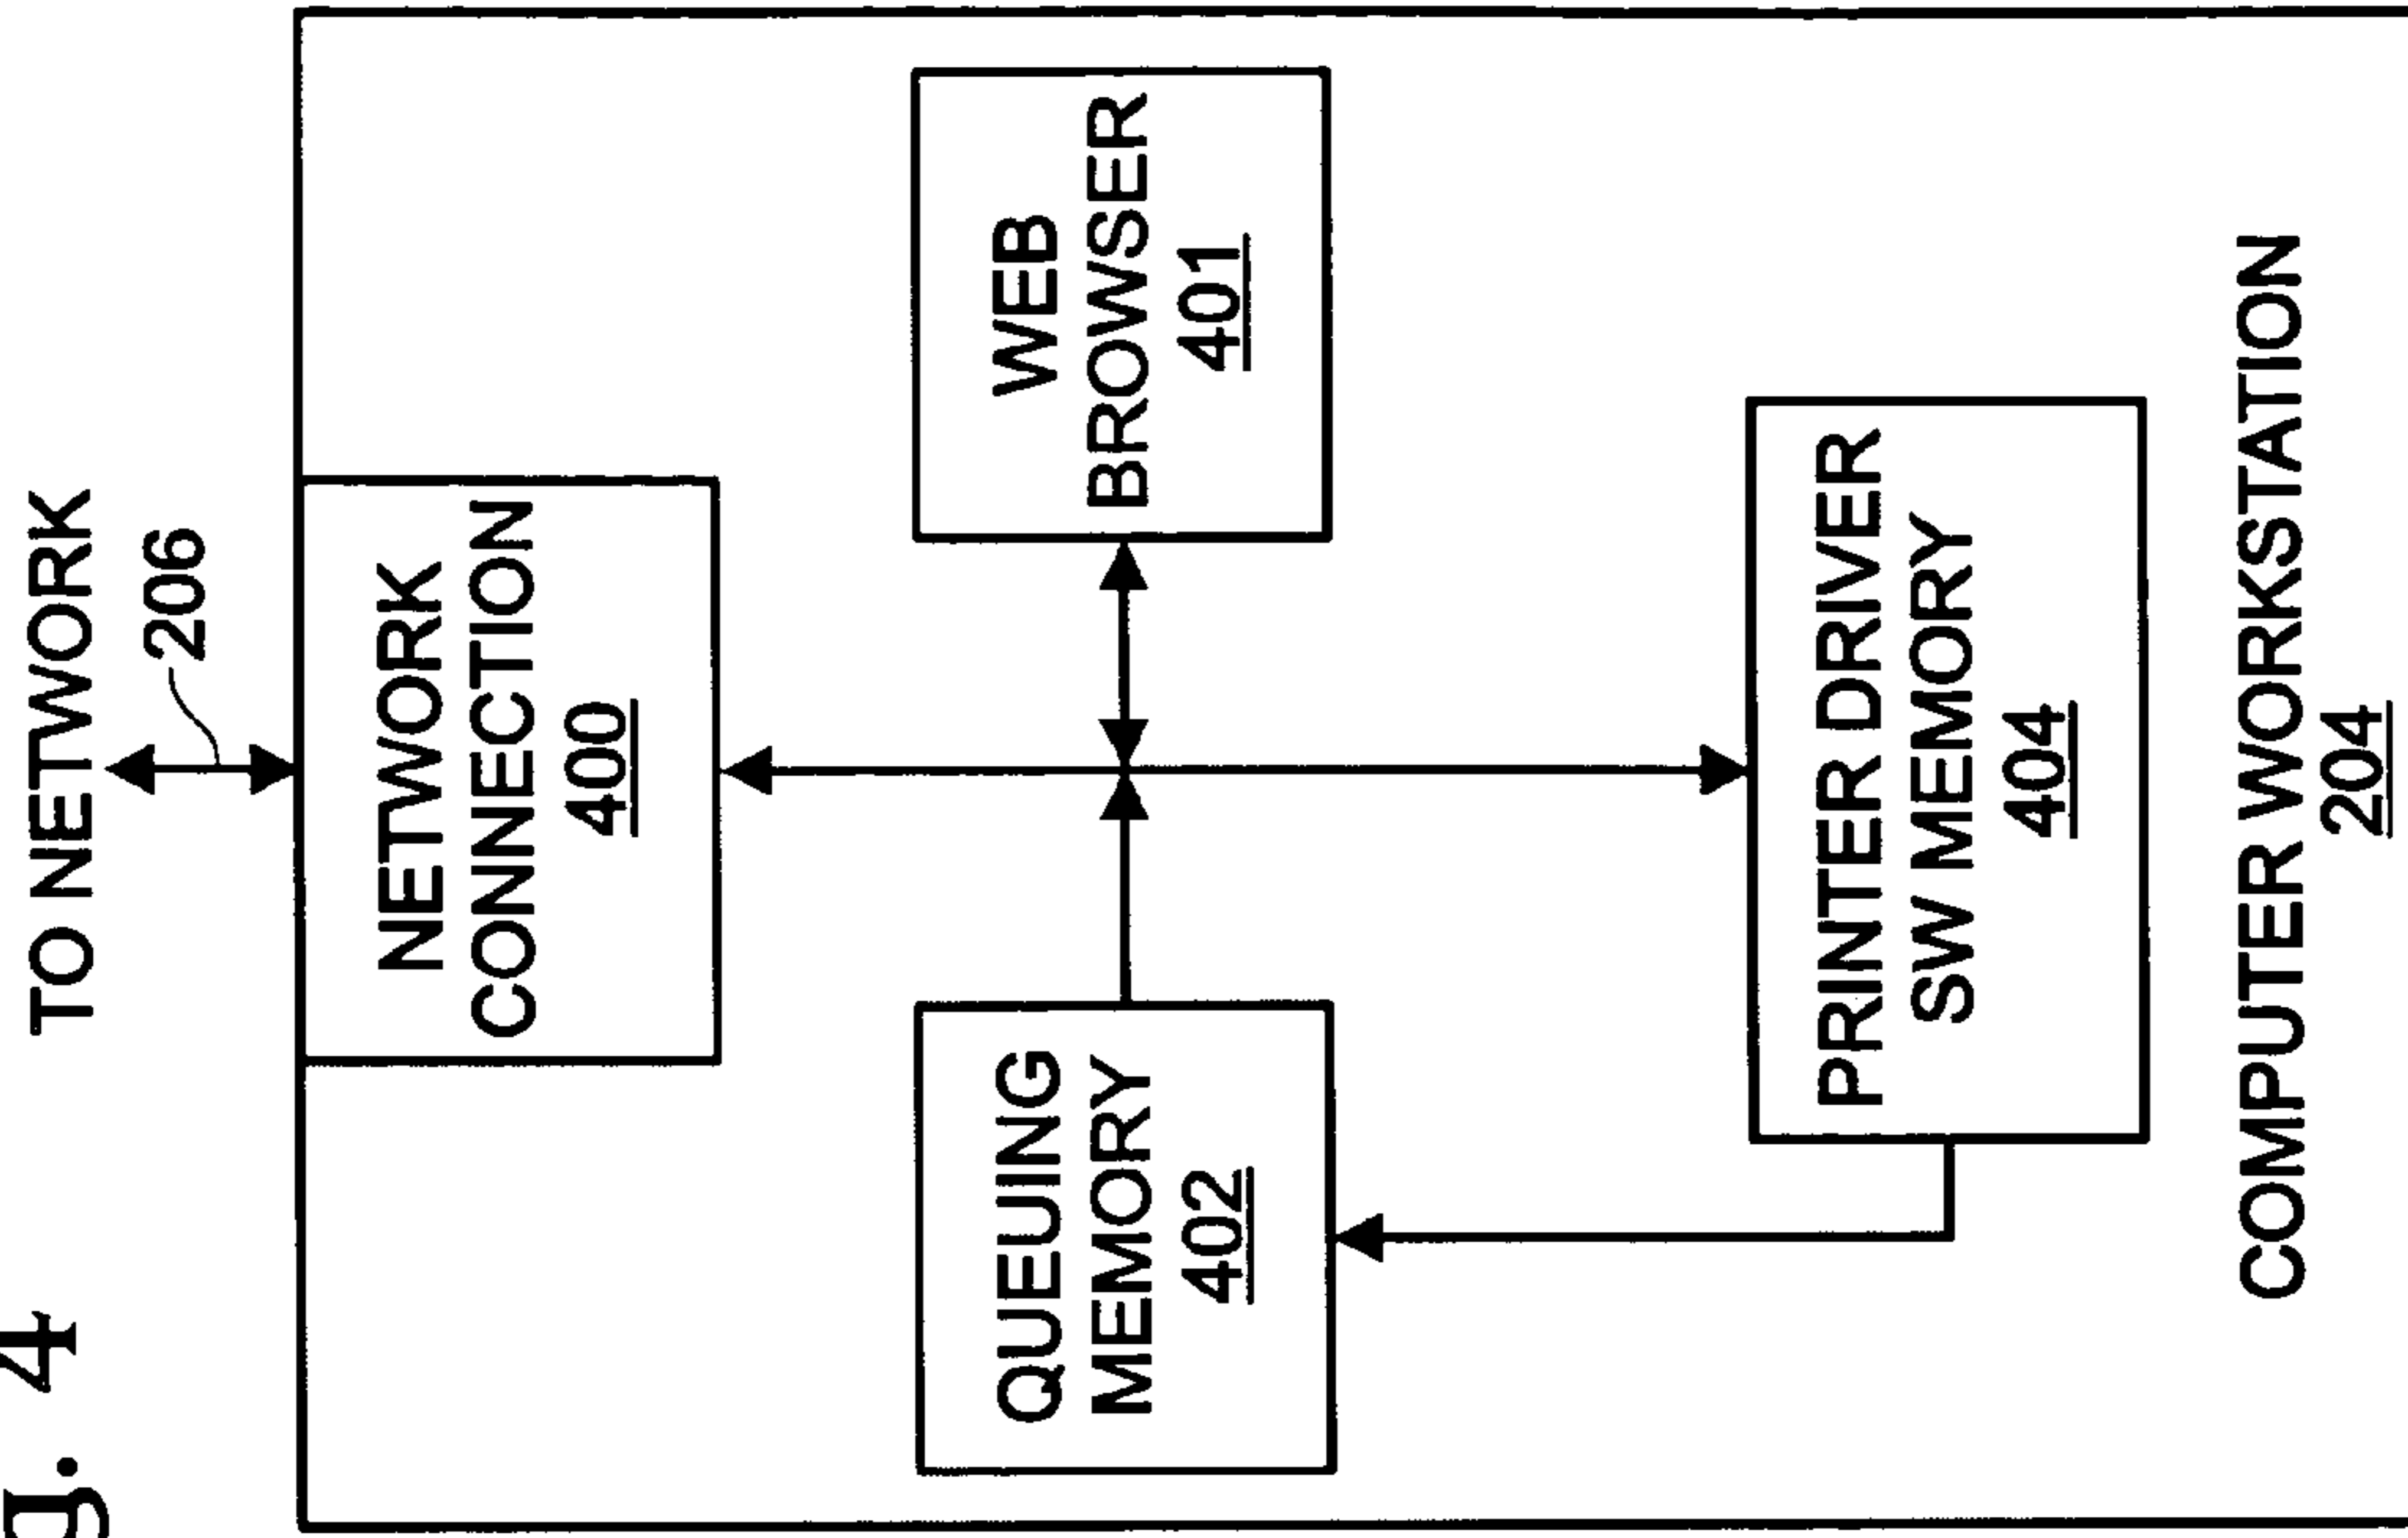 g. 4
TO NETWORK
206
NETWORK
CONNECTION
400
QUEUING
MEMORY
402
WEB
BROWSER
401
PRINTER DRIVER
SW MEMORY
404
COMPUTER WORKSTATION
204